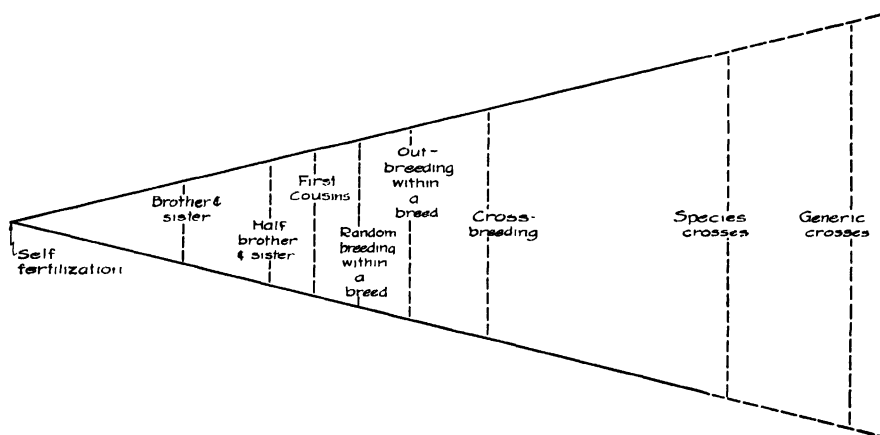 Self
fertilization
Brother &
sister
Half
brother
& sister
First
Cousins
Random
breeding
within
a
breed
Out-
breeding
within
a
breed
Cross-
breeding
Species
crosses
Generic
crosses